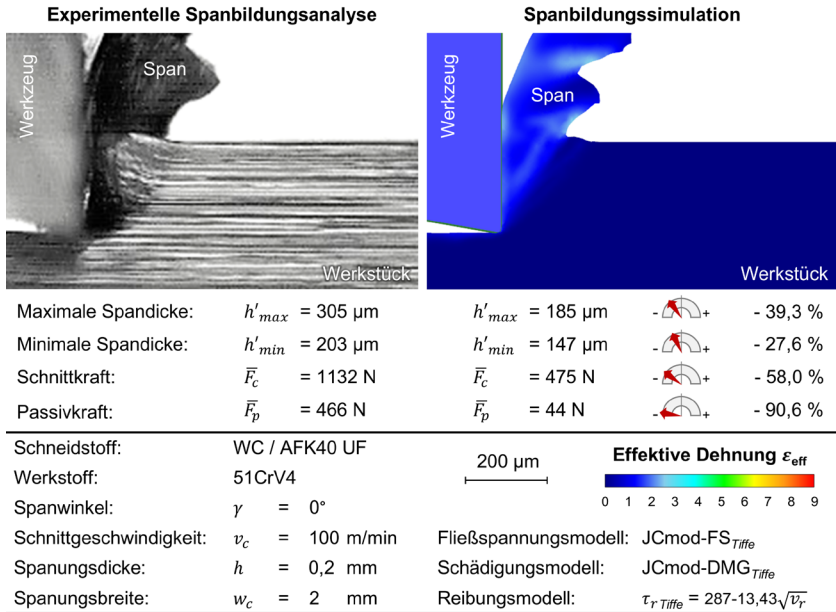 Experimentelle Spanbildungsanalyse
Spanbildungssimulation
Werkzeug
Span
Werkstück
Werkzeug
Span
Werkstück
Maximale Spandicke: h'max = 305 µm h'max = 185 µm - + - 39,3 %
Minimale Spandicke: h'min = 203 µm h'min = 147 µm - + - 27,6 %
Schnittkraft: F̅c = 1132 N F̅c = 475 N - + - 58,0 %
Passivkraft: F̅p = 466 N F̅p = 44 N - + - 90,6 %
Schneidstoff: WC / AFK40 UF
Werkstoff: 51CrV4
Spanwinkel: γ = 0°
Schnittgeschwindigkeit: vc = 100 m/min
Spanungsdicke: h = 0,2 mm
Spanungsbreite: wc = 2 mm
200 µm
Effektive Dehnung εeff
0 1 2 3 4 5 6 7 8 9
Fließspannungsmodell: JCmod-FSTiffe
Schädigungsmodell: JCmod-DMGTiffe
Reibungsmodell: τr Tiffe = 287-13,43√vr